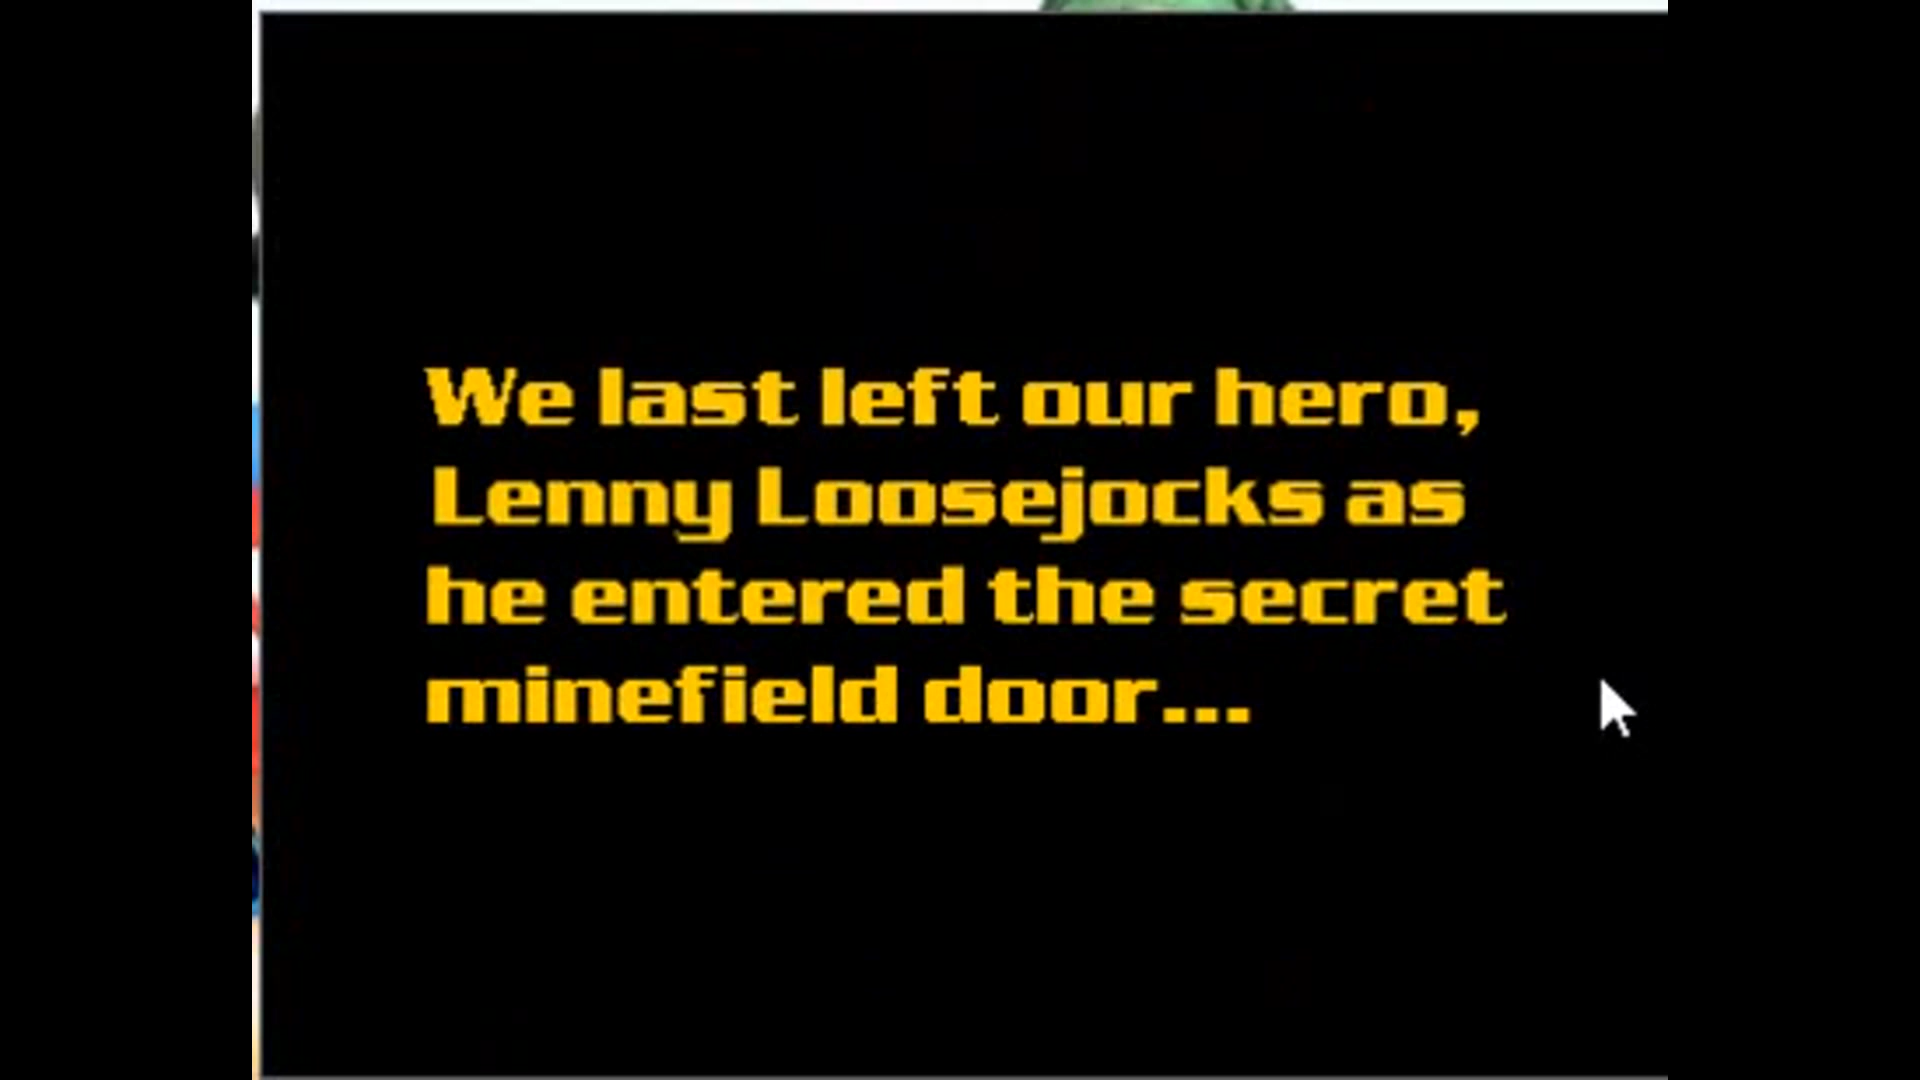 We last left our hero,
Lenny Loosejocks as
he entered the secret
minefield door...